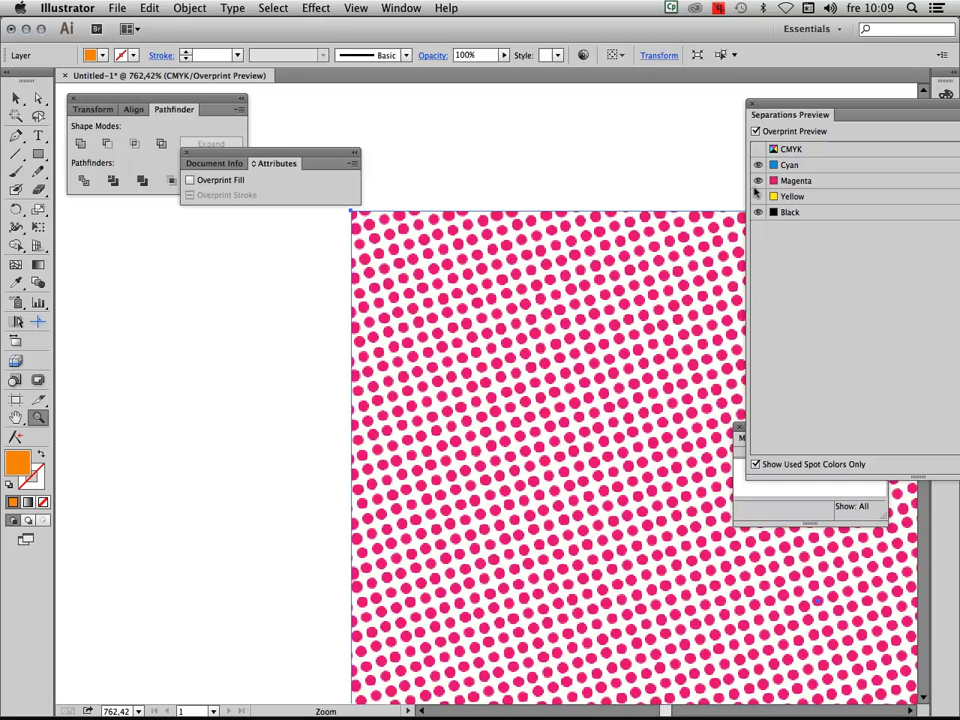 Illustrator File Edit Object Type Select Effect View Window Help
fre 10:09
Ai Br
Essentials
Layer
Stroke:
Basic
Opacity: 100%
Style:
Transform
Untitled-1* @ 762,42% (CMYK/Overprint Preview)
Transform Align Pathfinder
Shape Modes:
Expand
Pathfinders:
Document Info Attributes
Overprint Fill
Overprint Stroke
Separations Preview
Overprint Preview
CMYK
Cyan
Magenta
Yellow
Black
Show Used Spot Colors Only
M
Show: All
762,42
1
Zoom